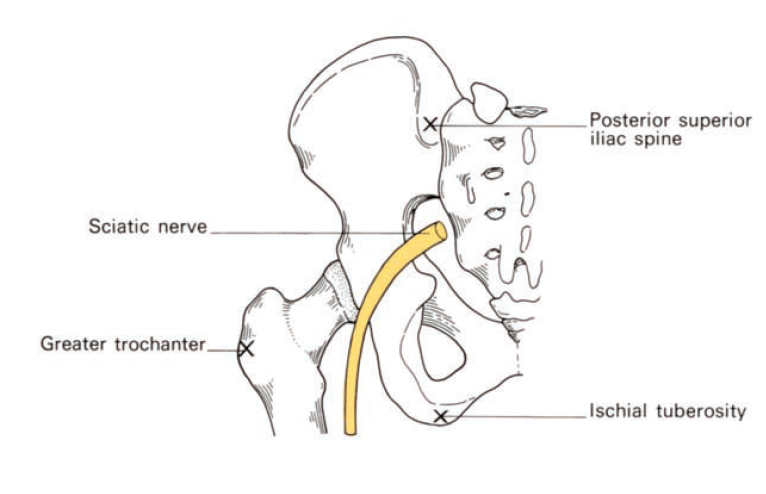 Posterior superior
iliac spine
Sciatic nerve
Greater trochanter
Ischial tuberosity